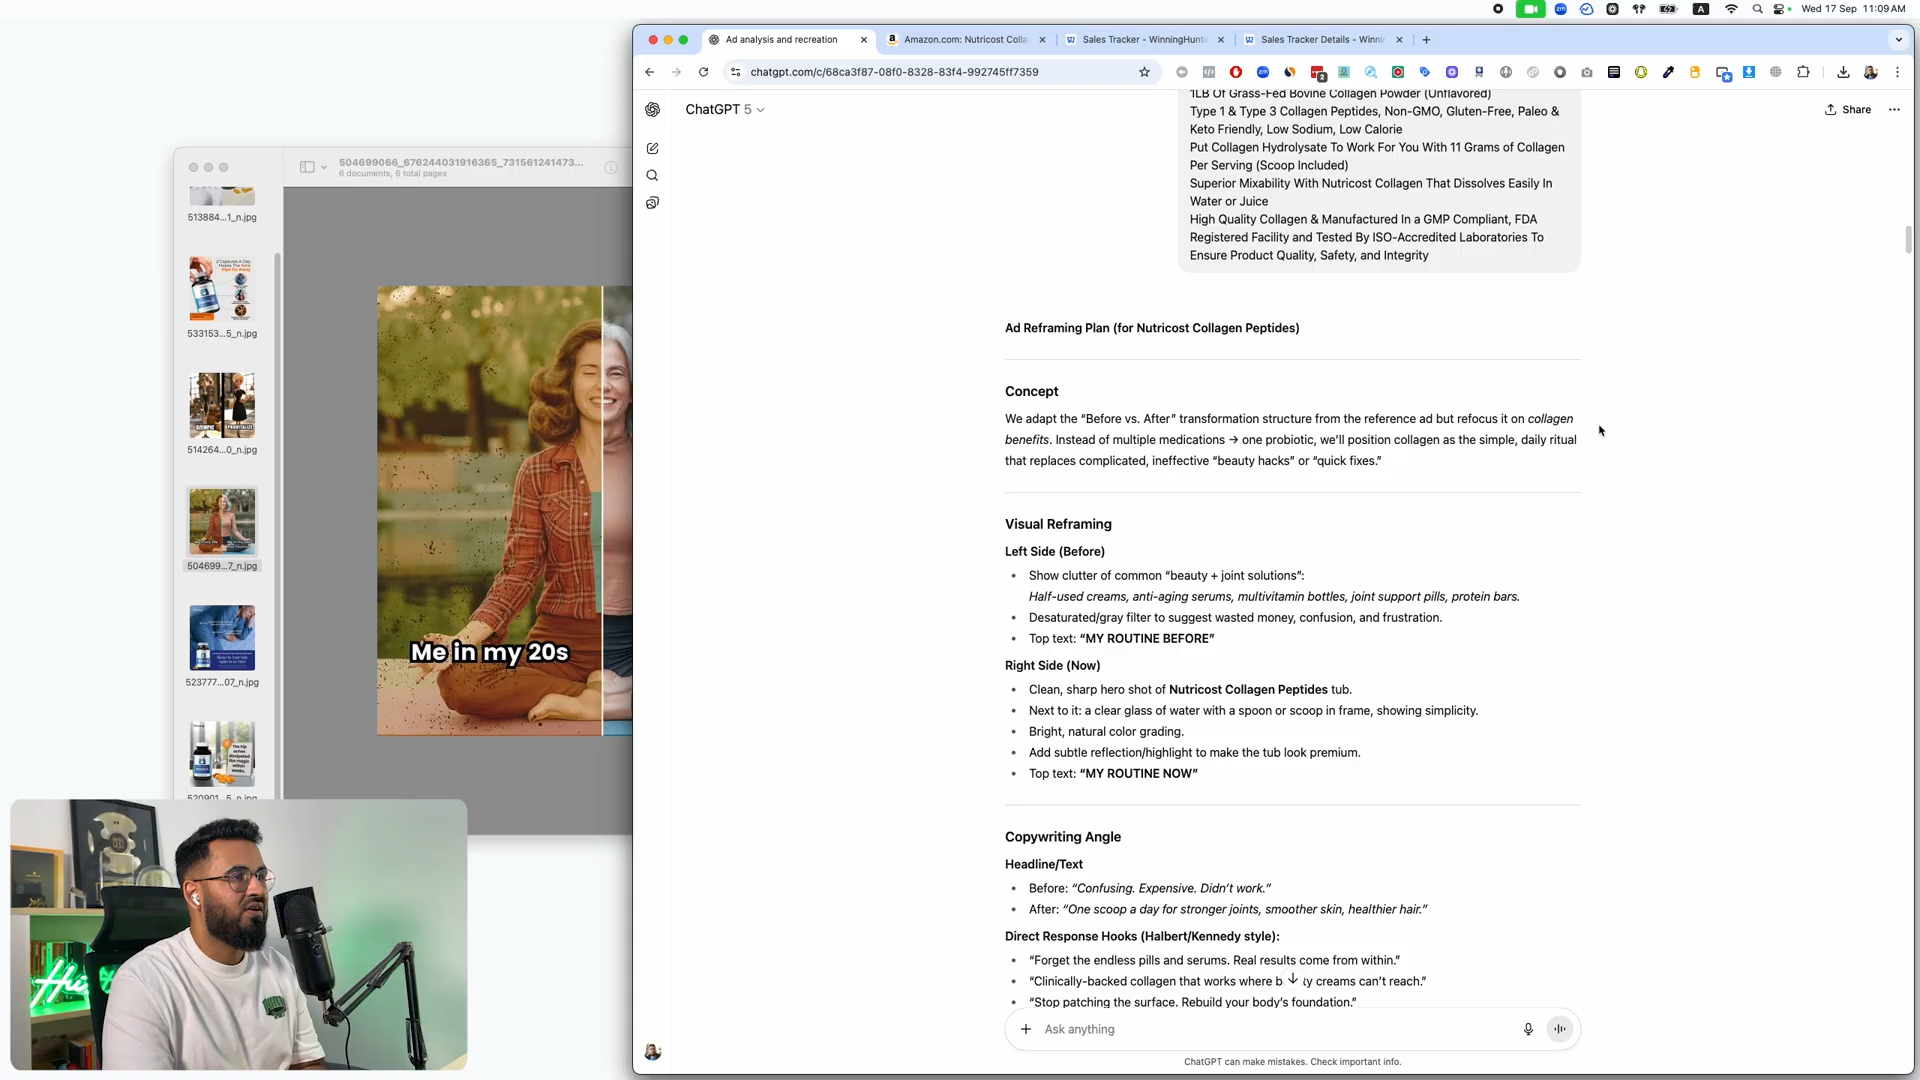 Wed 17 Sep 11:09 AM
Ad analysis and recreation
Amazon.com: Nutricost Colla
Sales Tracker - WinningHunte
Sales Tracker Details - Winnin
chatgpt.com/c/68ca3f87-08f0-8328-83f4-992745ff7359
ChatGPT 5
Share
504699066_676244031916365_731561241473...
6 documents, 6 total pages
513884...1_n.jpg
533153...5_n.jpg
514264...0_n.jpg
504699...7_n.jpg
523777...07_n.jpg
Me in my 20s
1LB Of Grass-Fed Bovine Collagen Powder (Unflavored)
Type 1 & Type 3 Collagen Peptides, Non-GMO, Gluten-Free, Paleo &
Keto Friendly, Low Sodium, Low Calorie
Put Collagen Hydrolysate To Work For You With 11 Grams of Collagen
Per Serving (Scoop Included)
Superior Mixability With Nutricost Collagen That Dissolves Easily In
Water or Juice
High Quality Collagen & Manufactured In a GMP Compliant, FDA
Registered Facility and Tested By ISO-Accredited Laboratories To
Ensure Product Quality, Safety, and Integrity
Ad Reframing Plan (for Nutricost Collagen Peptides)
Concept
We adapt the “Before vs. After” transformation structure from the reference ad but refocus it on collagen
benefits. Instead of multiple medications → one probiotic, we’ll position collagen as the simple, daily ritual
that replaces complicated, ineffective “beauty hacks” or “quick fixes.”
Visual Reframing
Left Side (Before)
• Show clutter of common “beauty + joint solutions”:
Half-used creams, anti-aging serums, multivitamin bottles, joint support pills, protein bars.
• Desaturated/gray filter to suggest wasted money, confusion, and frustration.
• Top text: “MY ROUTINE BEFORE”
Right Side (Now)
• Clean, sharp hero shot of Nutricost Collagen Peptides tub.
• Next to it: a clear glass of water with a spoon or scoop in frame, showing simplicity.
• Bright, natural color grading.
• Add subtle reflection/highlight to make the tub look premium.
• Top text: “MY ROUTINE NOW”
Copywriting Angle
Headline/Text
• Before: “Confusing. Expensive. Didn’t work.”
• After: “One scoop a day for stronger joints, smoother skin, healthier hair.”
Direct Response Hooks (Halbert/Kennedy style):
• “Forget the endless pills and serums. Real results come from within.”
• “Clinically-backed collagen that works where b y creams can’t reach.”
• “Stop patching the surface. Rebuild your body’s foundation.”
Ask anything
ChatGPT can make mistakes. Check important info.